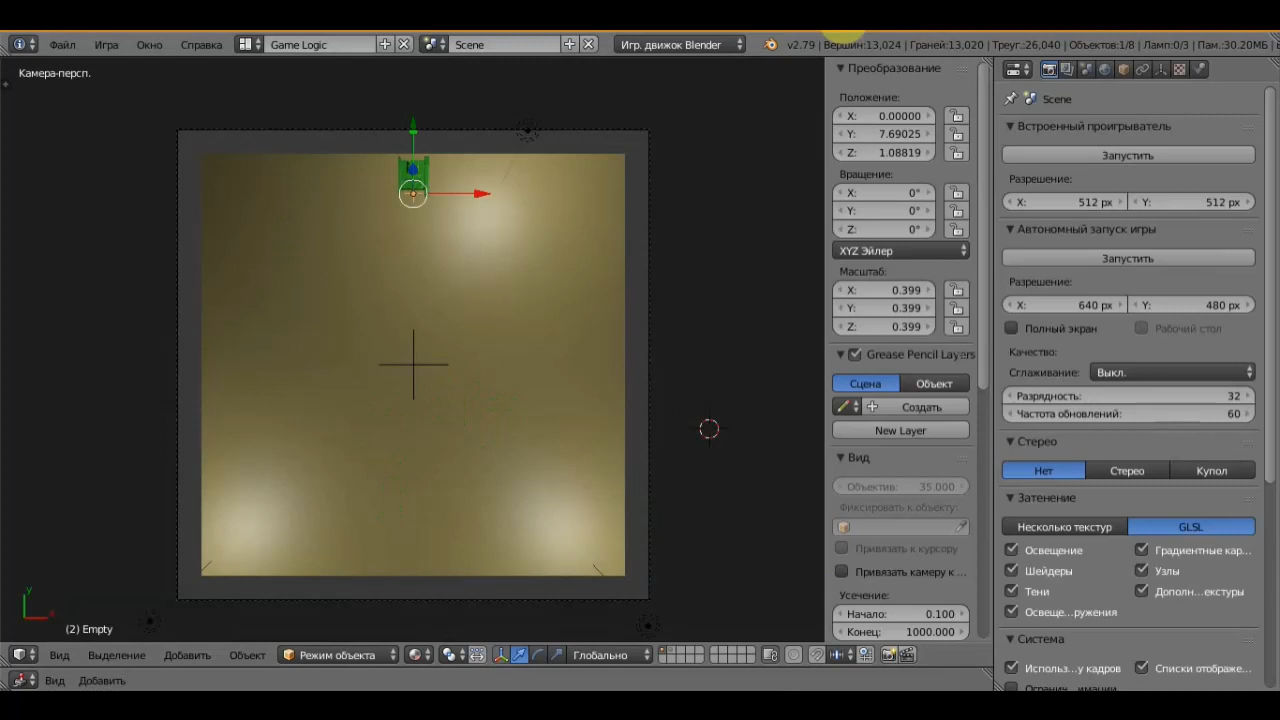 Файл Игра Окно Справка Game Logic Scene Игр. движок Blender v2.79 | Вершин:13,024 | Граней:13,020 | Треуг.:26,040 | Объектов:1/8 | Ламп:0/3 | Пам.:30.20МБ |
Камера-персп.
(2) Empty
y
x
Преобразование
Положение:
X: 0.00000
Y: 7.69025
Z: 1.08819
Вращение:
X: 0°
Y: 0°
Z: 0°
XYZ Эйлер
Масштаб:
X: 0.399
Y: 0.399
Z: 0.399
Grease Pencil Layers
Сцена Объект
Создать
New Layer
Вид
Объектив: 35.000
Фиксировать к объекту:
Привязать к курсору
Привязать камеру к ...
Усечение:
Начало: 0.100
Конец: 1000.000
Scene
Встроенный проигрыватель
Запустить
Разрешение:
X: 512 px Y: 512 px
Автономный запуск игры
Запустить
Разрешение:
X: 640 px Y: 480 px
Полный экран Рабочий стол
Качество:
Сглаживание: Выкл.
Разрядность: 32
Частота обновлений: 60
Стерео
Нет Стерео Купол
Затенение
Несколько текстур GLSL
Освещение Градиентные кар...
Шейдеры Узлы
Тени Дополн...екстуры
Освеще...ружения
Система
Использ...у кадров Списки отображе...
Вид Выделение Добавить Объект Режим объекта Глобально
Вид Добавить